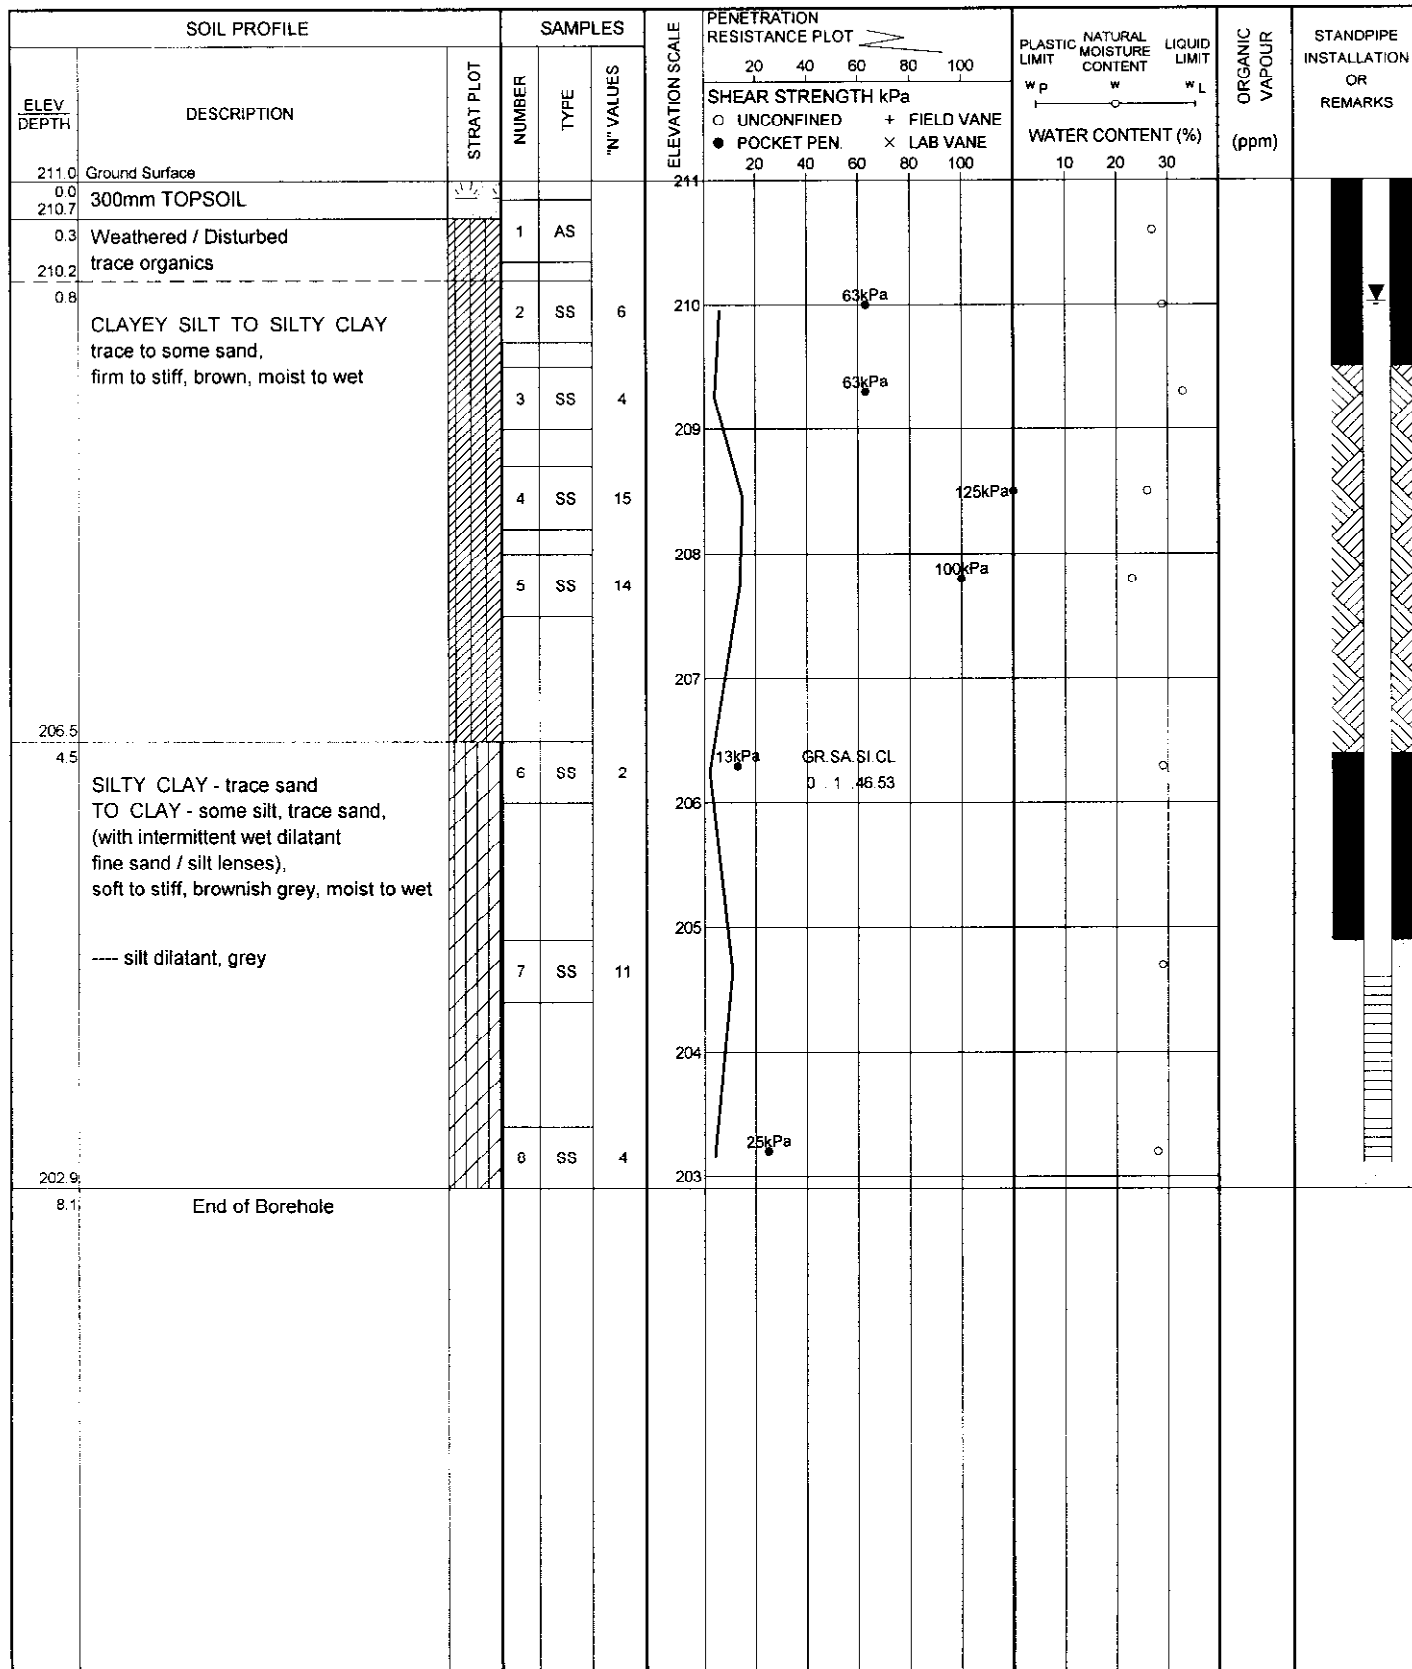 SOIL PROFILE
SAMPLES
ELEV
DEPTH
DESCRIPTION
STRAT PLOT
NUMBER
TYPE
"N" VALUES
ELEVATION SCALE
PENETRATION
RESISTANCE PLOT
20 40 60 80 100
SHEAR STRENGTH kPa
○ UNCONFINED + FIELD VANE
● POCKET PEN. × LAB VANE
20 40 60 80 100
PLASTIC LIMIT
NATURAL MOISTURE CONTENT
LIQUID LIMIT
WP W WL
WATER CONTENT (%)
10 20 30
ORGANIC VAPOUR
(ppm)
STANDPIPE
INSTALLATION
OR
REMARKS
211.0 Ground Surface
0.0 300mm TOPSOIL
210.7
0.3 Weathered / Disturbed
trace organics
210.2
0.8
CLAYEY SILT TO SILTY CLAY
trace to some sand,
firm to stiff, brown, moist to wet
206.5
4.5
SILTY CLAY - trace sand
TO CLAY - some silt, trace sand,
(with intermittent wet dilatant
fine sand / silt lenses),
soft to stiff, brownish grey, moist to wet
---- silt dilatant, grey
202.9
8.1 End of Borehole
1 AS
2 SS 6
3 SS 4
4 SS 15
5 SS 14
6 SS 2
7 SS 11
8 SS 4
211
210
209
208
207
206
205
204
203
63kPa
63kPa
125kPa
100kPa
13kPa
GR.SA.SI.CL
0 . 1 .46.53
25kPa